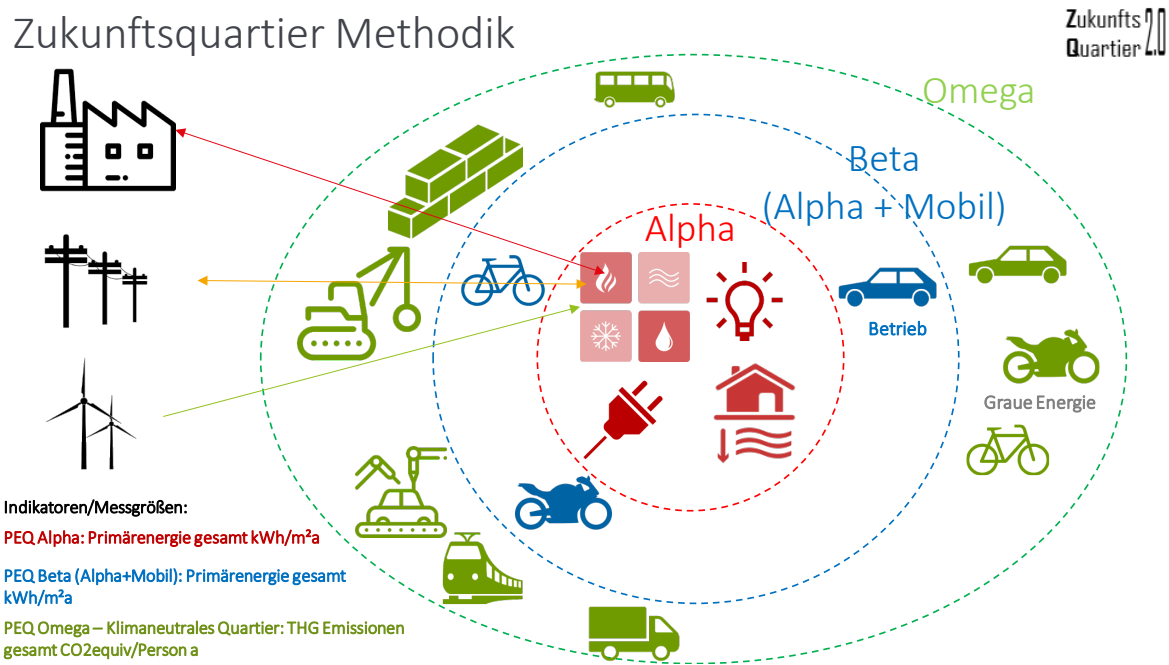 Zukunftsquartier Methodik
Zukunfts
Quartier 2.0
Omega
Beta
(Alpha + Mobil)
Alpha
Betrieb
Graue Energie
Indikatoren/Messgrößen:
PEQ Alpha: Primärenergie gesamt kWh/m²a
PEQ Beta (Alpha+Mobil): Primärenergie gesamt
kWh/m²a
PEQ Omega – Klimaneutrales Quartier: THG Emissionen
gesamt CO2equiv/Person a